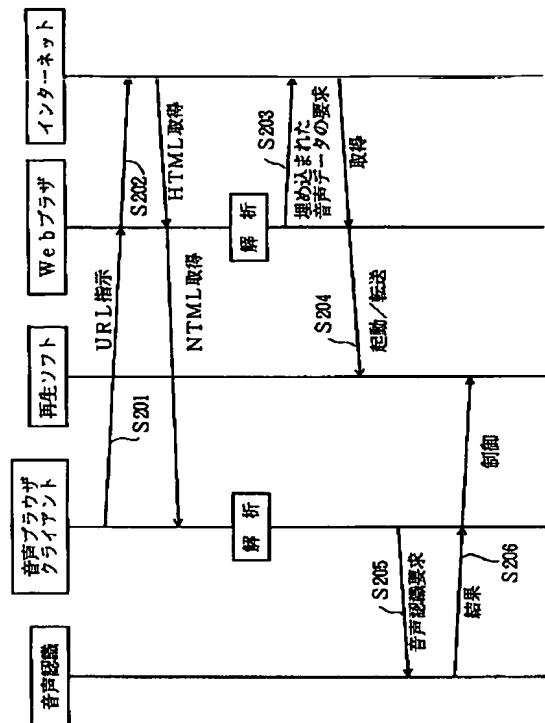 音声認識
音声ブラウザ
クライアント
再生ソフト
Webブラザ
インターネット
URL指示
S201
S202
HTML取得
NTML取得
解析
解析
S203
埋め込まれた
音声データの要求
取得
S204
起動／転送
S205
音声認識要求
制御
結果
S206